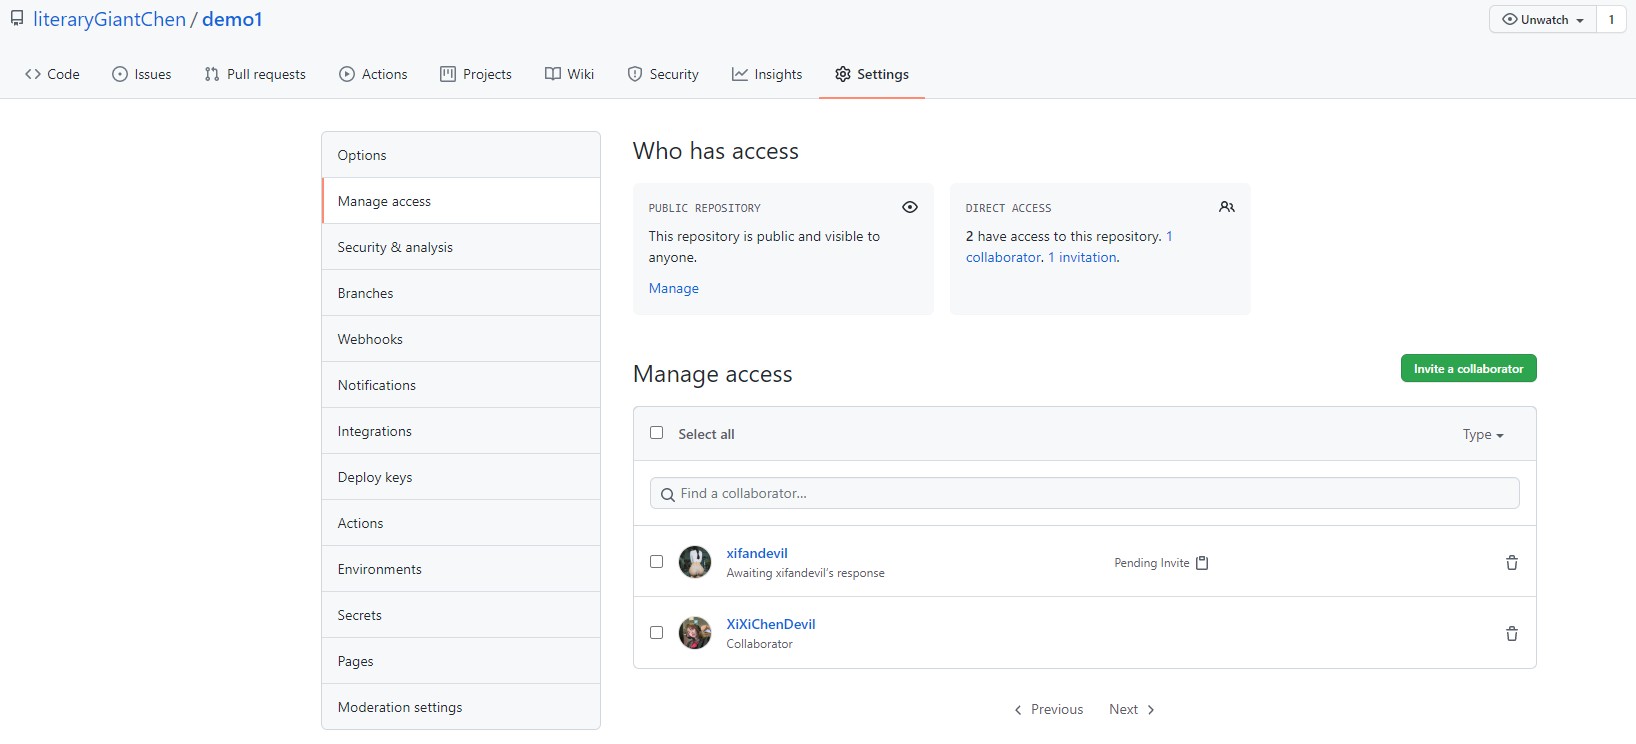 literaryGiantChen / demo1
Unwatch 1
Code Issues Pull requests Actions Projects Wiki Security Insights Settings
Options
Manage access
Security & analysis
Branches
Webhooks
Notifications
Integrations
Deploy keys
Actions
Environments
Secrets
Pages
Moderation settings
Who has access
PUBLIC REPOSITORY
This repository is public and visible to
anyone.
Manage
DIRECT ACCESS
2 have access to this repository. 1
collaborator. 1 invitation.
Manage access
Invite a collaborator
Select all
Type
Find a collaborator...
xifandevil
Awaiting xifandevil's response
Pending Invite
XiXiChenDevil
Collaborator
Previous Next